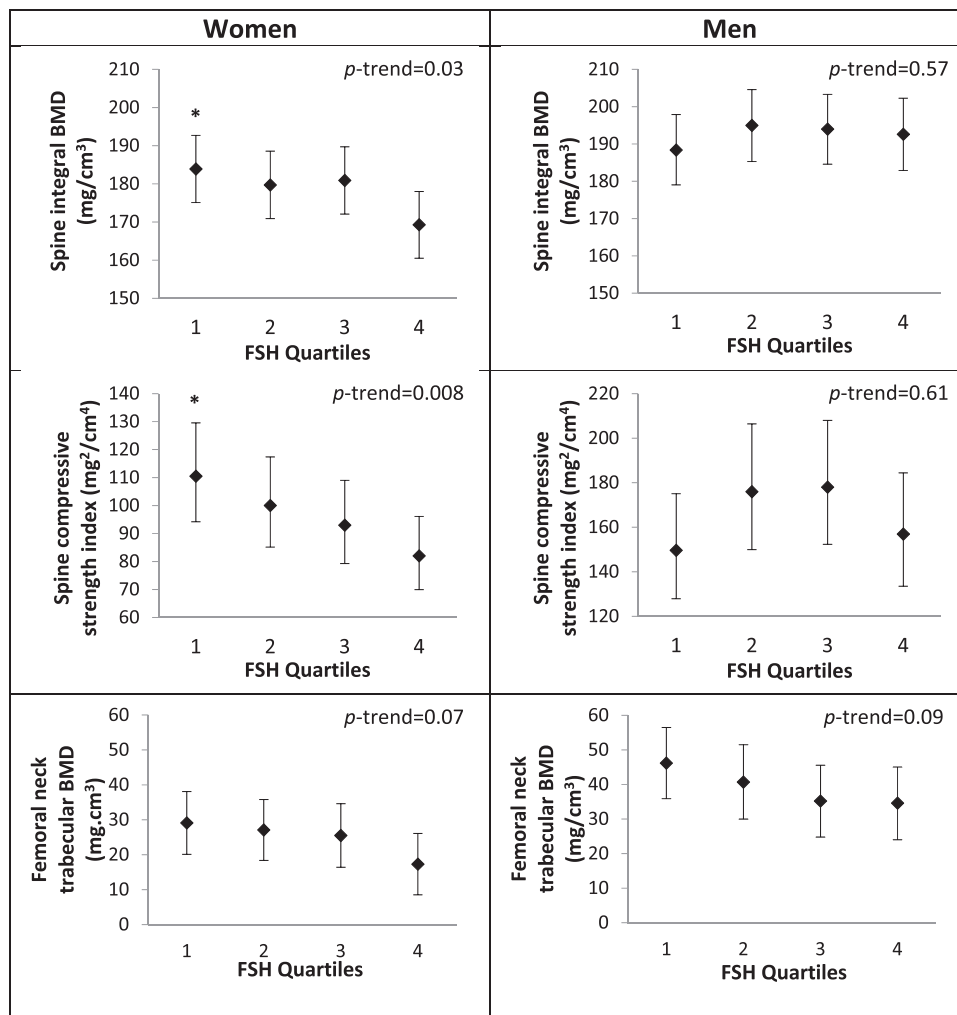 Women
Men
p-trend=0.03
Spine integral BMD
(mg/cm³)
210
200
190
180
170
160
150
*
1 2 3 4
FSH Quartiles
p-trend=0.57
Spine integral BMD
(mg/cm³)
210
200
190
180
170
160
150
1 2 3 4
FSH Quartiles
p-trend=0.008
Spine compressive
strength index (mg²/cm⁴)
140
130
120
110
100
90
80
70
60
*
1 2 3 4
FSH Quartiles
p-trend=0.61
Spine compressive
strength index (mg²/cm⁴)
220
200
180
160
140
120
1 2 3 4
FSH Quartiles
p-trend=0.07
Femoral neck
trabecular BMD
(mg.cm³)
60
50
40
30
20
10
0
1 2 3 4
FSH Quartiles
p-trend=0.09
Femoral neck
trabecular BMD
(mg/cm³)
60
50
40
30
20
10
0
1 2 3 4
FSH Quartiles